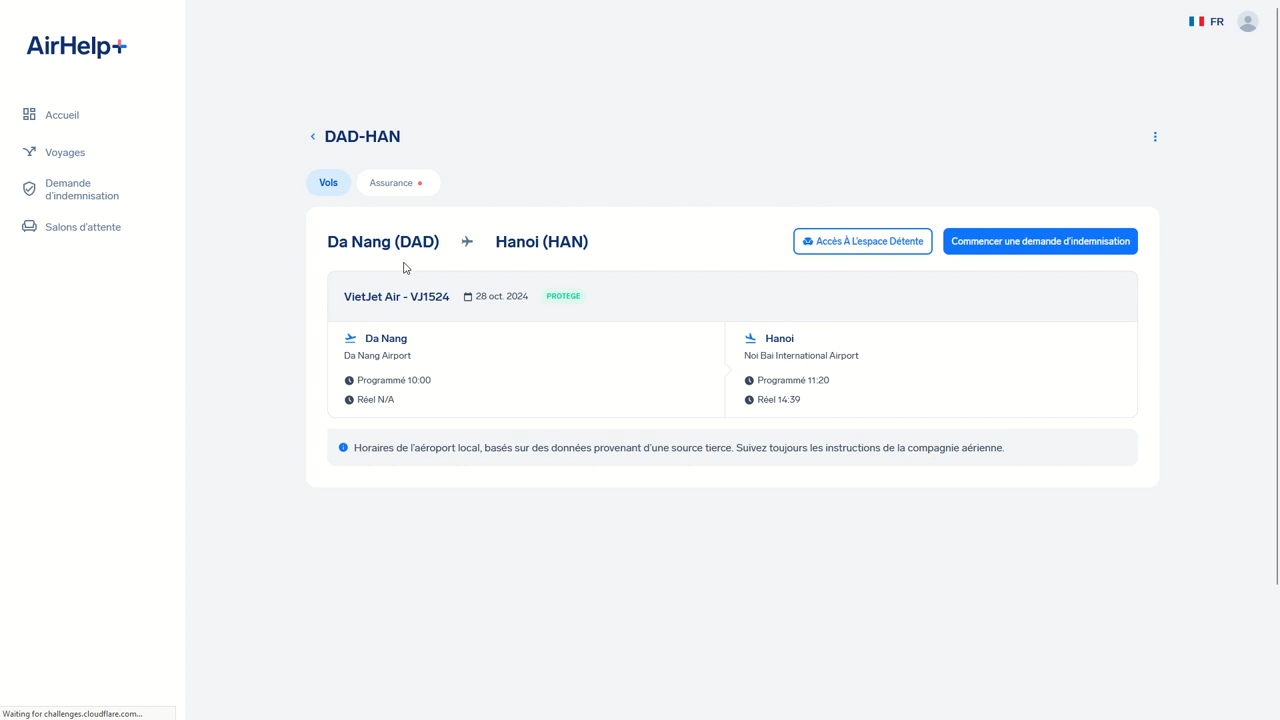 FR
AirHelp+
Accueil
Voyages
Demande
d'indemnisation
Salons d'attente
DAD-HAN
Vols
Assurance
Da Nang (DAD)
Hanoi (HAN)
Accès À L'espace Détente
Commencer une demande d'indemnisation
VietJet Air - VJ1524
28 oct. 2024
PROTEGE
Da Nang
Da Nang Airport
Programmé 10:00
Réel N/A
Hanoi
Noi Bai International Airport
Programmé 11:20
Réel 14:39
Horaires de l'aéroport local, basés sur des données provenant d'une source tierce. Suivez toujours les instructions de la compagnie aérienne.
Waiting for challenges.cloudflare.com...